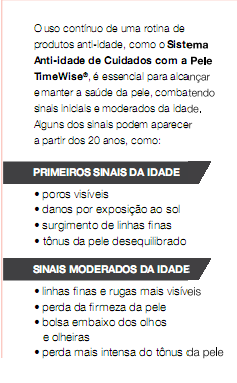 O uso contínuo de uma rotina de
produtos anti-idade, como o Sistema
Anti-idade de Cuidados com a Pele
TimeWise®, é essencial para alcançar
e manter a saúde da pele, combatendo
sinais iniciais e moderados da idade.
Alguns dos sinais podem aparecer
a partir dos 20 anos, como:
PRIMEIROS SINAIS DA IDADE
• poros visíveis
• danos por exposição ao sol
• surgimento de linhas finas
• tônus da pele desequilibrado
SINAIS MODERADOS DA IDADE
• linhas finas e rugas mais visíveis
• perda da firmeza da pele
• bolsa embaixo dos olhos
e olheiras
• perda mais intensa do tônus da pele